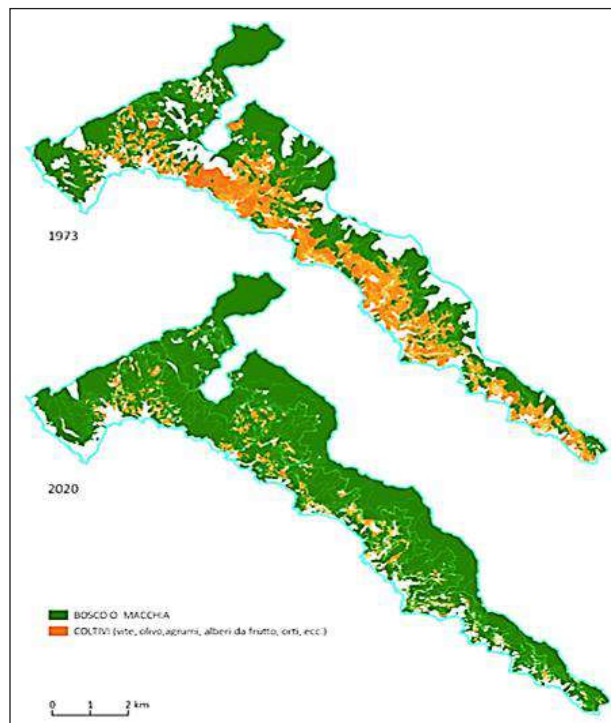 1973
2020
BOSCO O MACCHIA
COLTIVI (vite, olivo,agrumi, alberi da frutto, orti, ecc.)
0 1 2 km